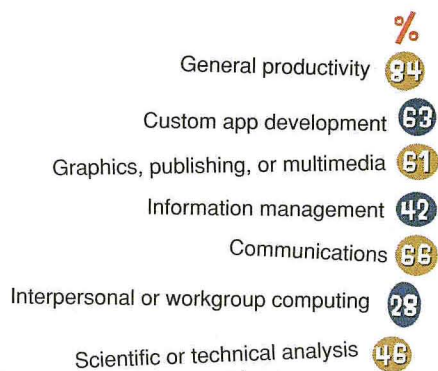 %
General productivity 84
Custom app development 63
Graphics, publishing, or multimedia 61
Information management 42
Communications 66
Interpersonal or workgroup computing 28
Scientific or technical analysis 46